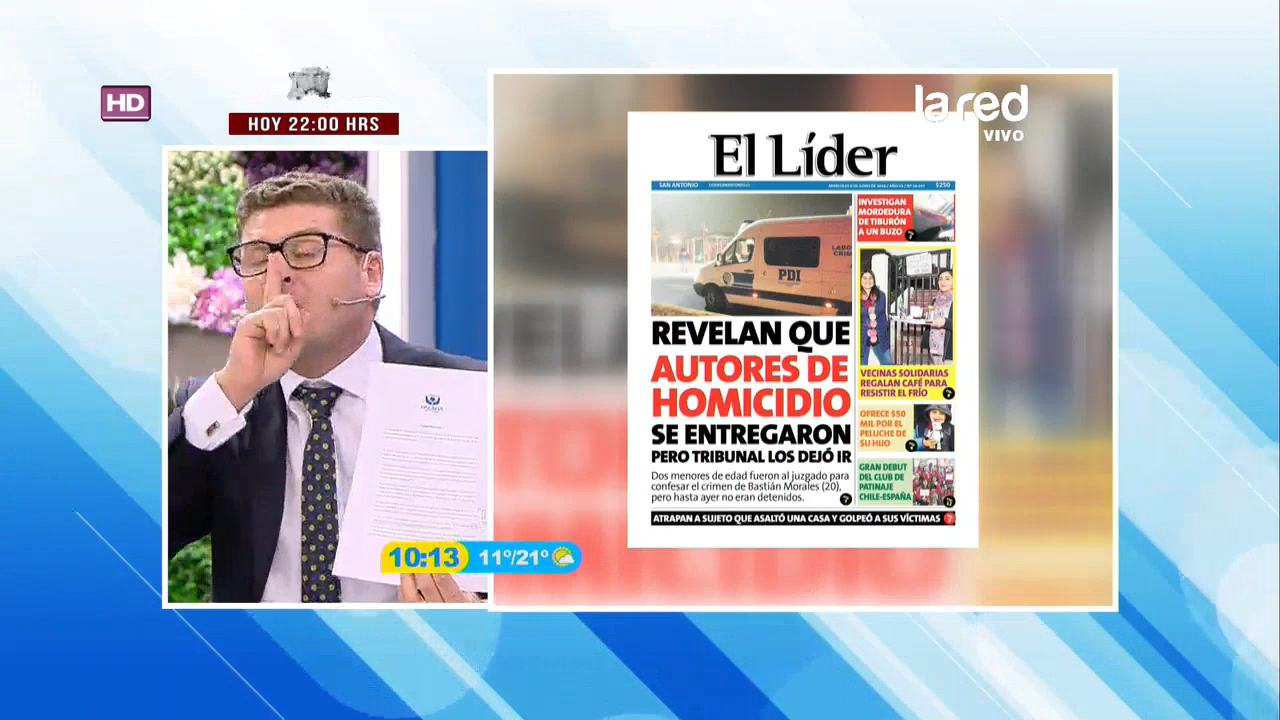 HD
HOY 22:00 HRS
la red
VIVO
El Líder
SAN ANTONIO
$250
REVELAN QUE
AUTORES DE
HOMICIDIO
SE ENTREGARON
PERO TRIBUNAL LOS DEJÓ IR
Dos menores de edad fueron al juzgado para
confesar el crimen de Bastián Morales (20),
pero hasta ayer no eran detenidos.
PDI
INVESTIGAN
MORDEDURA
DE TIBURÓN
A UN BUZO
VECINAS SOLIDARIAS
REGALAN CAFÉ PARA
RESISTIR EL FRÍO
OFRECE $50
MIL POR EL
PELUCHE DE
SU HIJO
GRAN DEBUT
DEL CLUB DE
PATINAJE
CHILE-ESPAÑA
ATRAPAN A SUJETO QUE ASALTÓ UNA CASA Y GOLPEÓ A SUS VÍCTIMAS
10:13
11°/21°